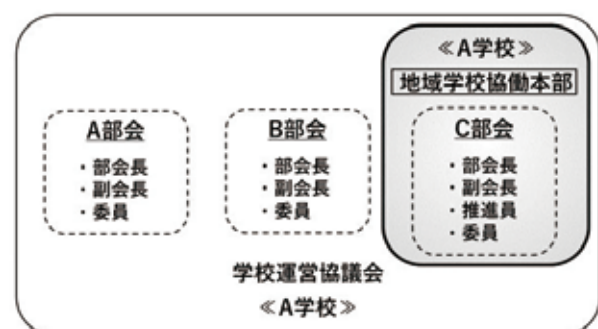 ≪A学校≫
地域学校協働本部
A部会
・部会長
・副会長
・委員
B部会
・部会長
・副会長
・委員
C部会
・部会長
・副会長
・推進員
・委員
学校運営協議会
≪A学校≫